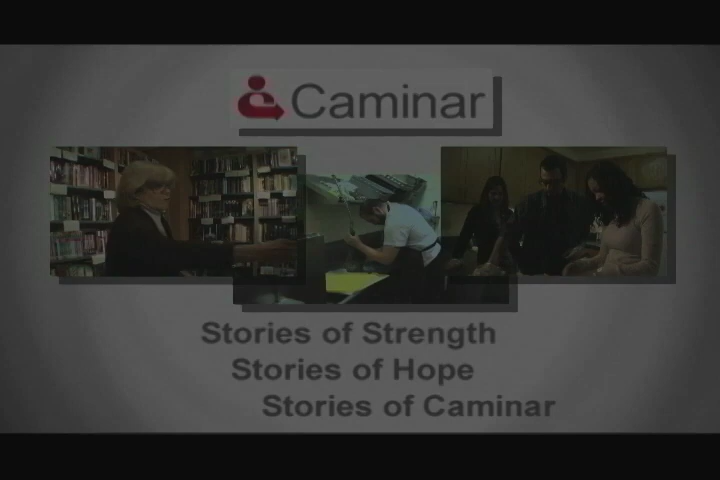 Caminar
Stories of Strength
Stories of Hope
Stories of Caminar